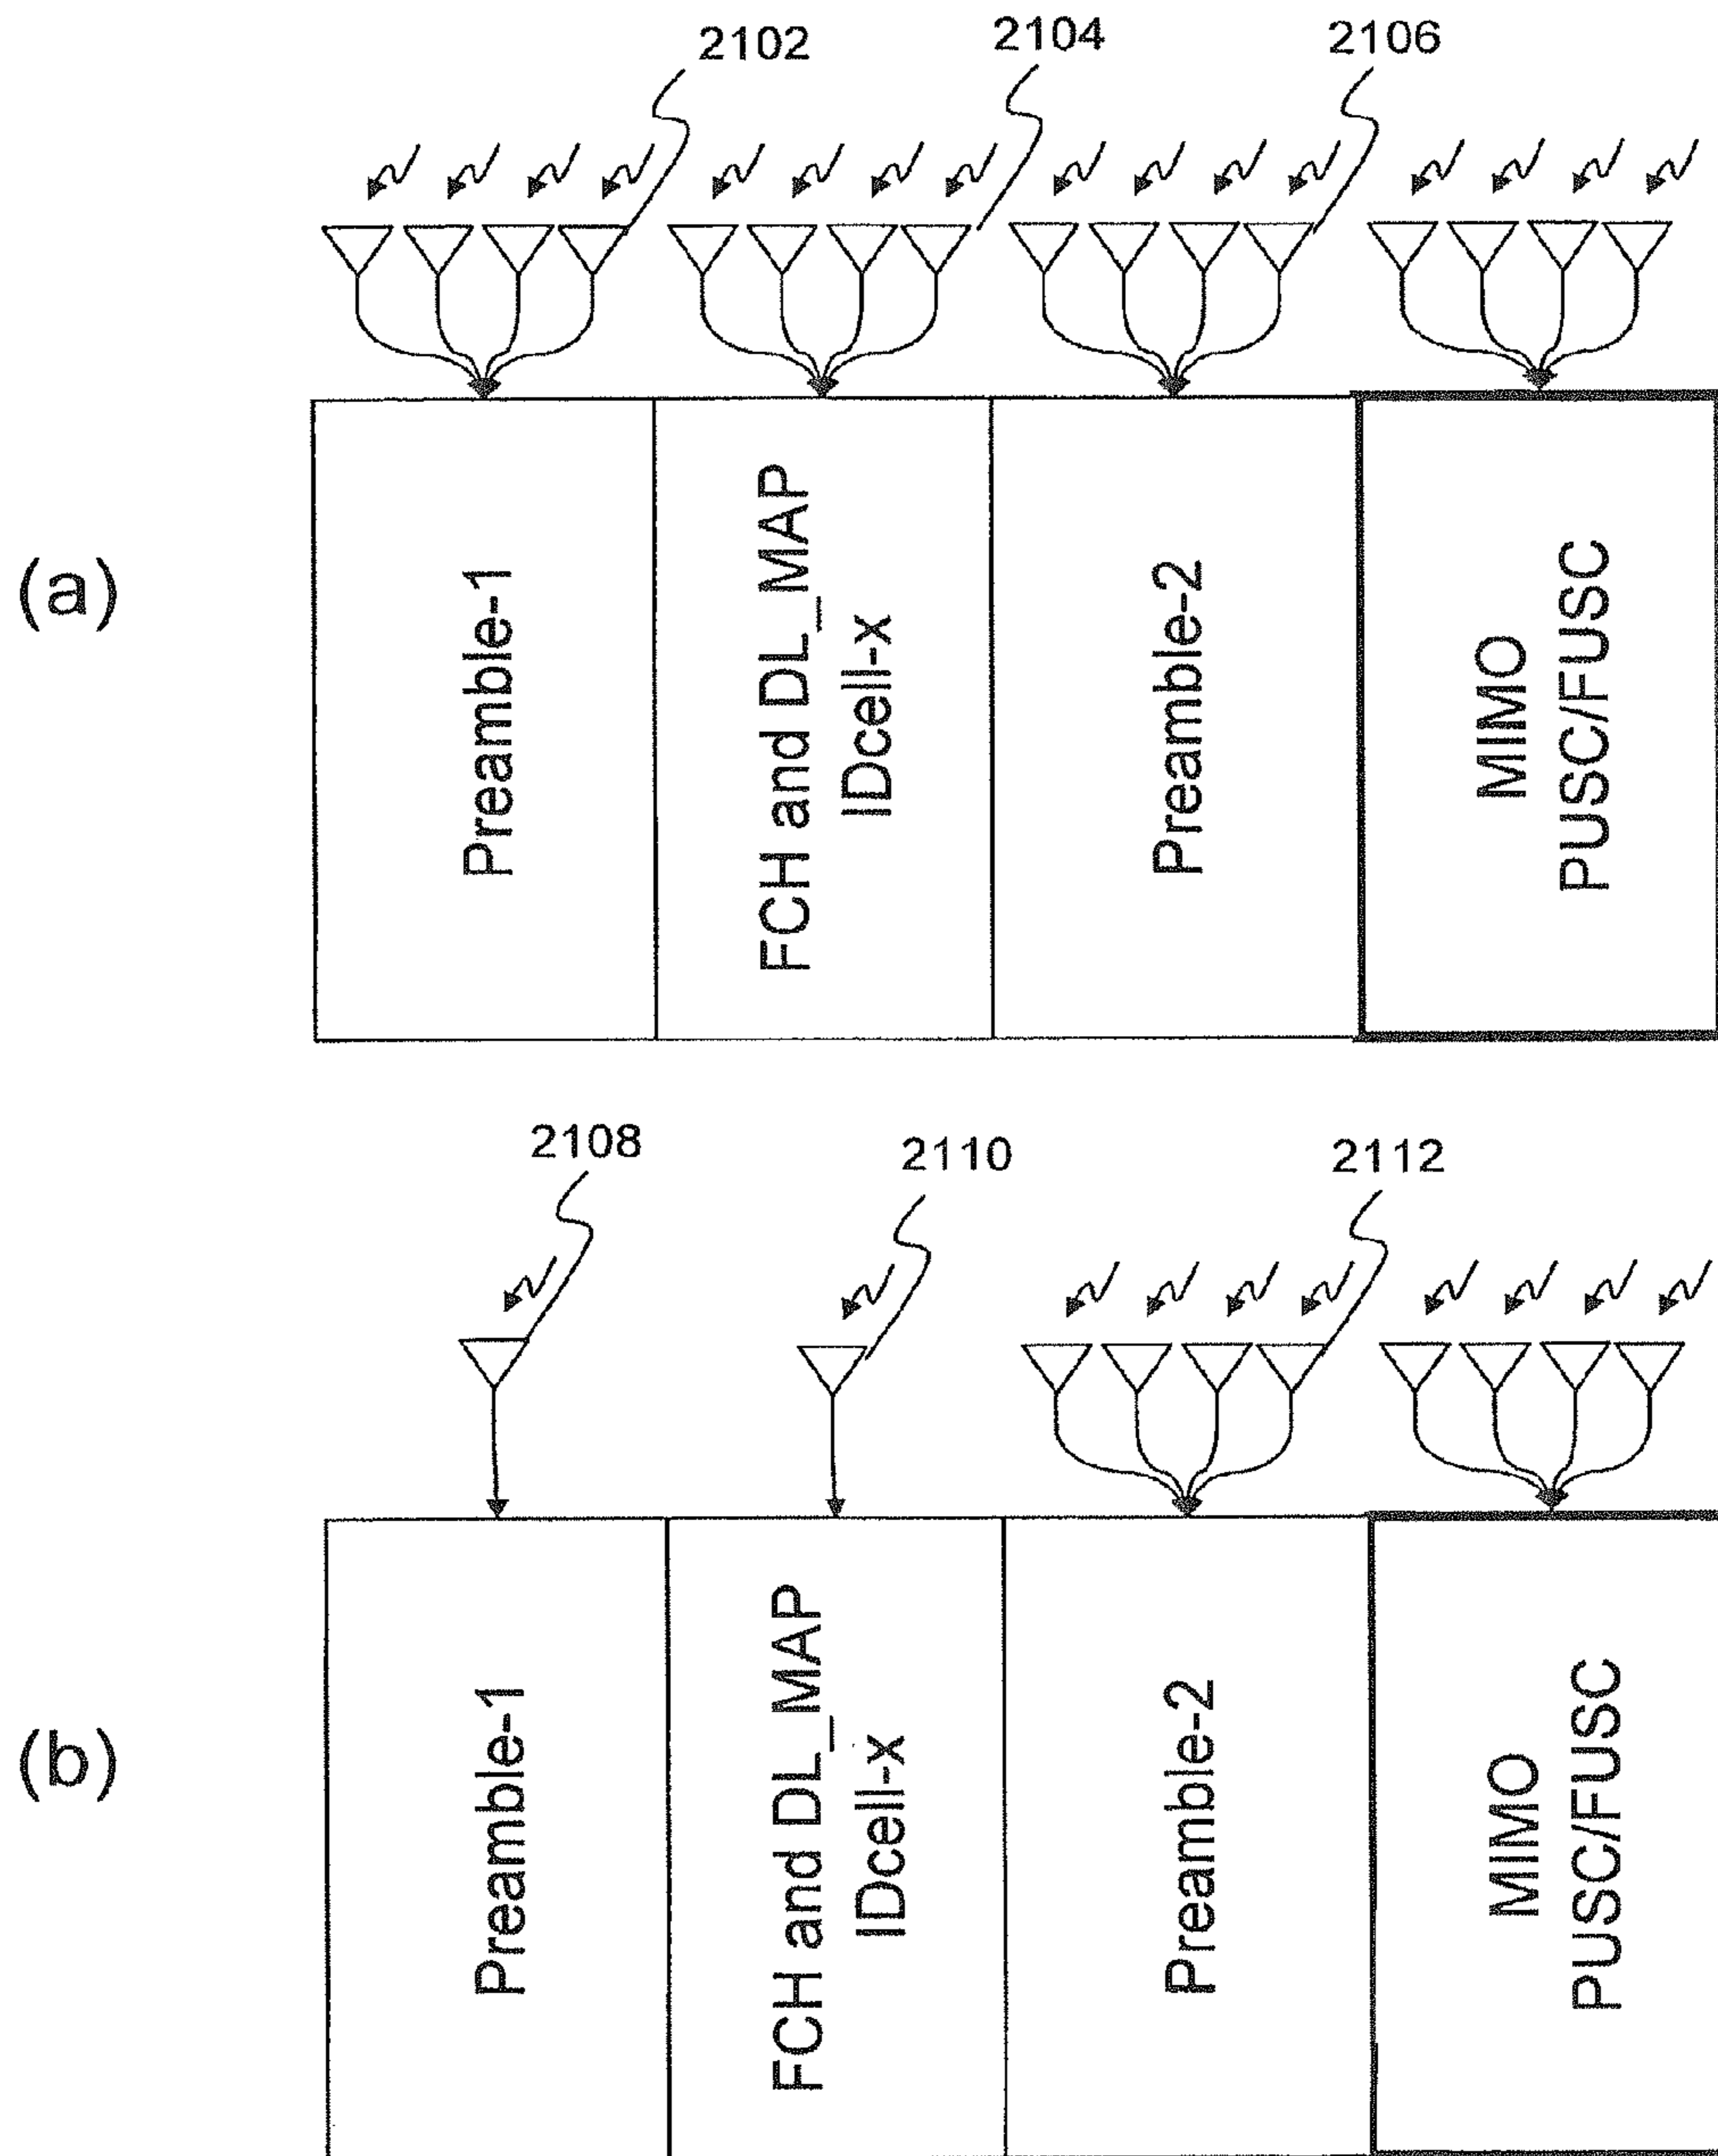 2102
2104
2106
(a)
Preamble-1
FCH and DL_MAP
IDcell-x
Preamble-2
MIMO
PUSC/FUSC
2108
2110
2112
(b)
Preamble-1
FCH and DL_MAP
IDcell-x
Preamble-2
MIMO
PUSC/FUSC